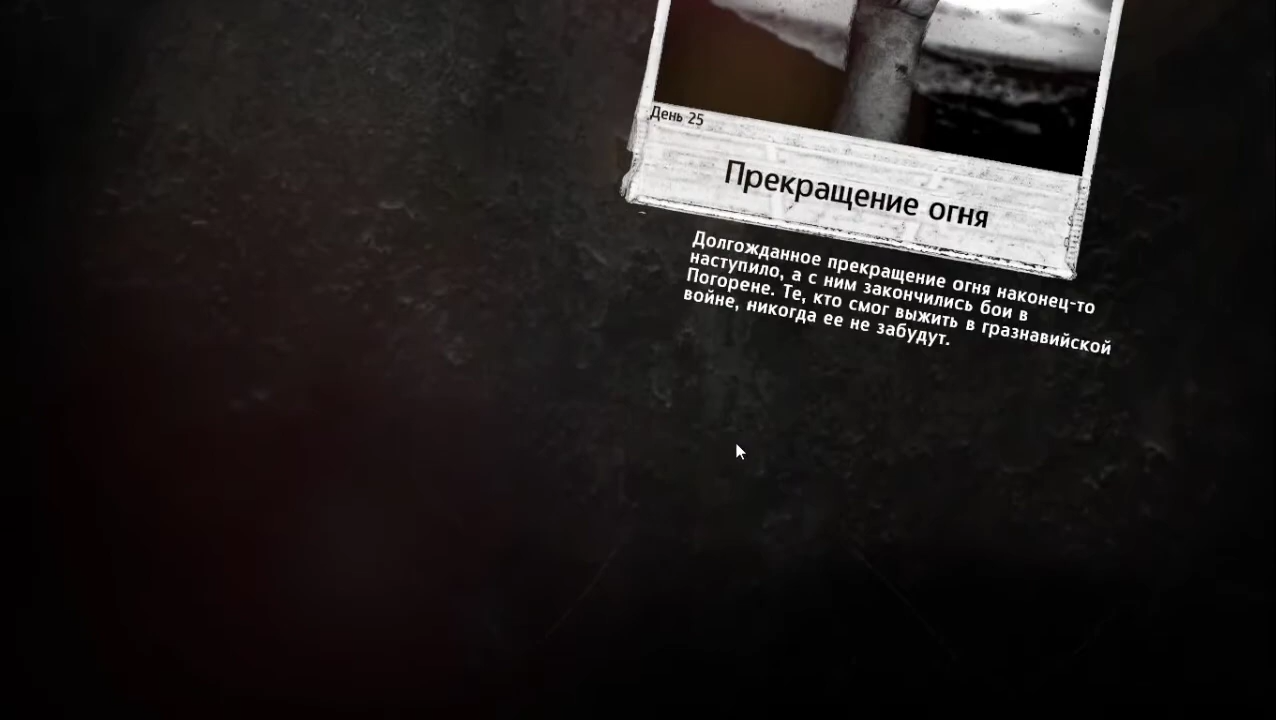 День 25
Прекращение огня
Долгожданное прекращение огня наконец-то
наступило, а с ним закончились бои в
Погорене. Те, кто смог выжить в гразнавийской
войне, никогда ее не забудут.